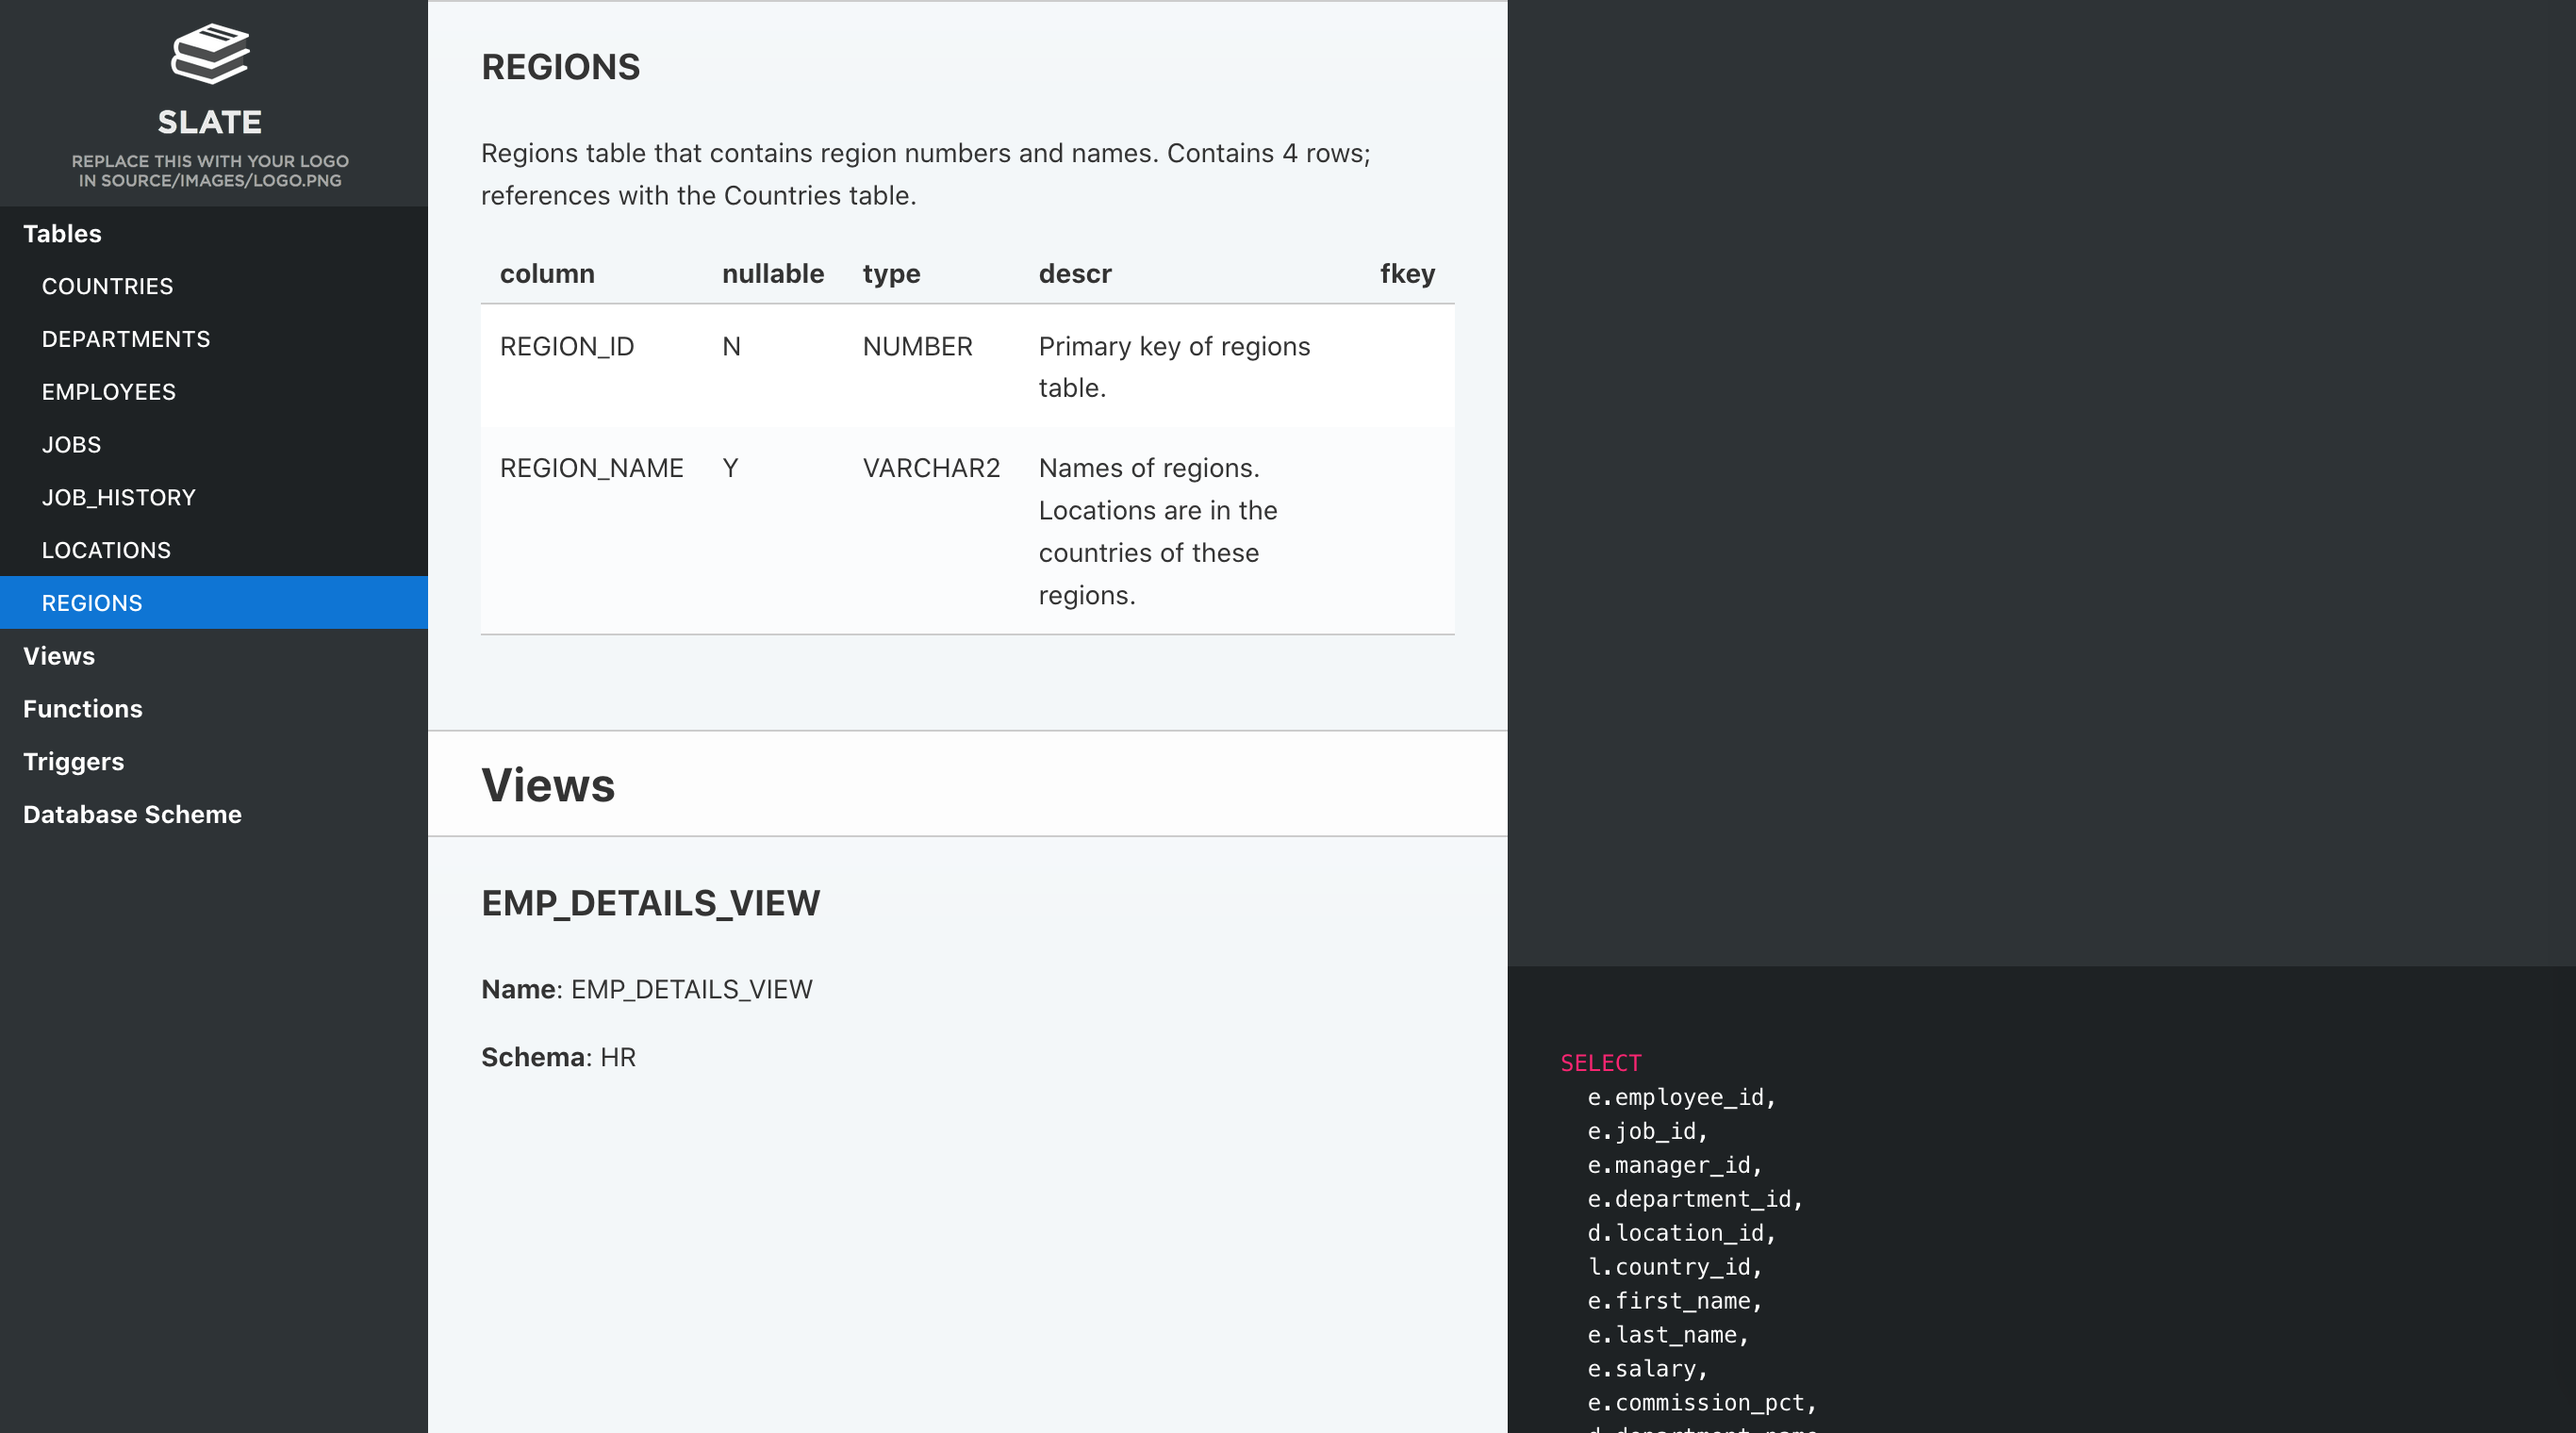 SLATE
REPLACE THIS WITH YOUR LOGO
IN SOURCE/IMAGES/LOGO.PNG
Tables
COUNTRIES
DEPARTMENTS
EMPLOYEES
JOBS
JOB_HISTORY
LOCATIONS
REGIONS
Views
Functions
Triggers
Database Scheme
REGIONS
Regions table that contains region numbers and names. Contains 4 rows;
references with the Countries table.
column nullable type descr fkey
REGION_ID N NUMBER Primary key of regions
table.
REGION_NAME Y VARCHAR2 Names of regions.
Locations are in the
countries of these
regions.
Views
EMP_DETAILS_VIEW
Name: EMP_DETAILS_VIEW
Schema: HR
SELECT
e.employee_id,
e.job_id,
e.manager_id,
e.department_id,
d.location_id,
l.country_id,
e.first_name,
e.last_name,
e.salary,
e.commission_pct,